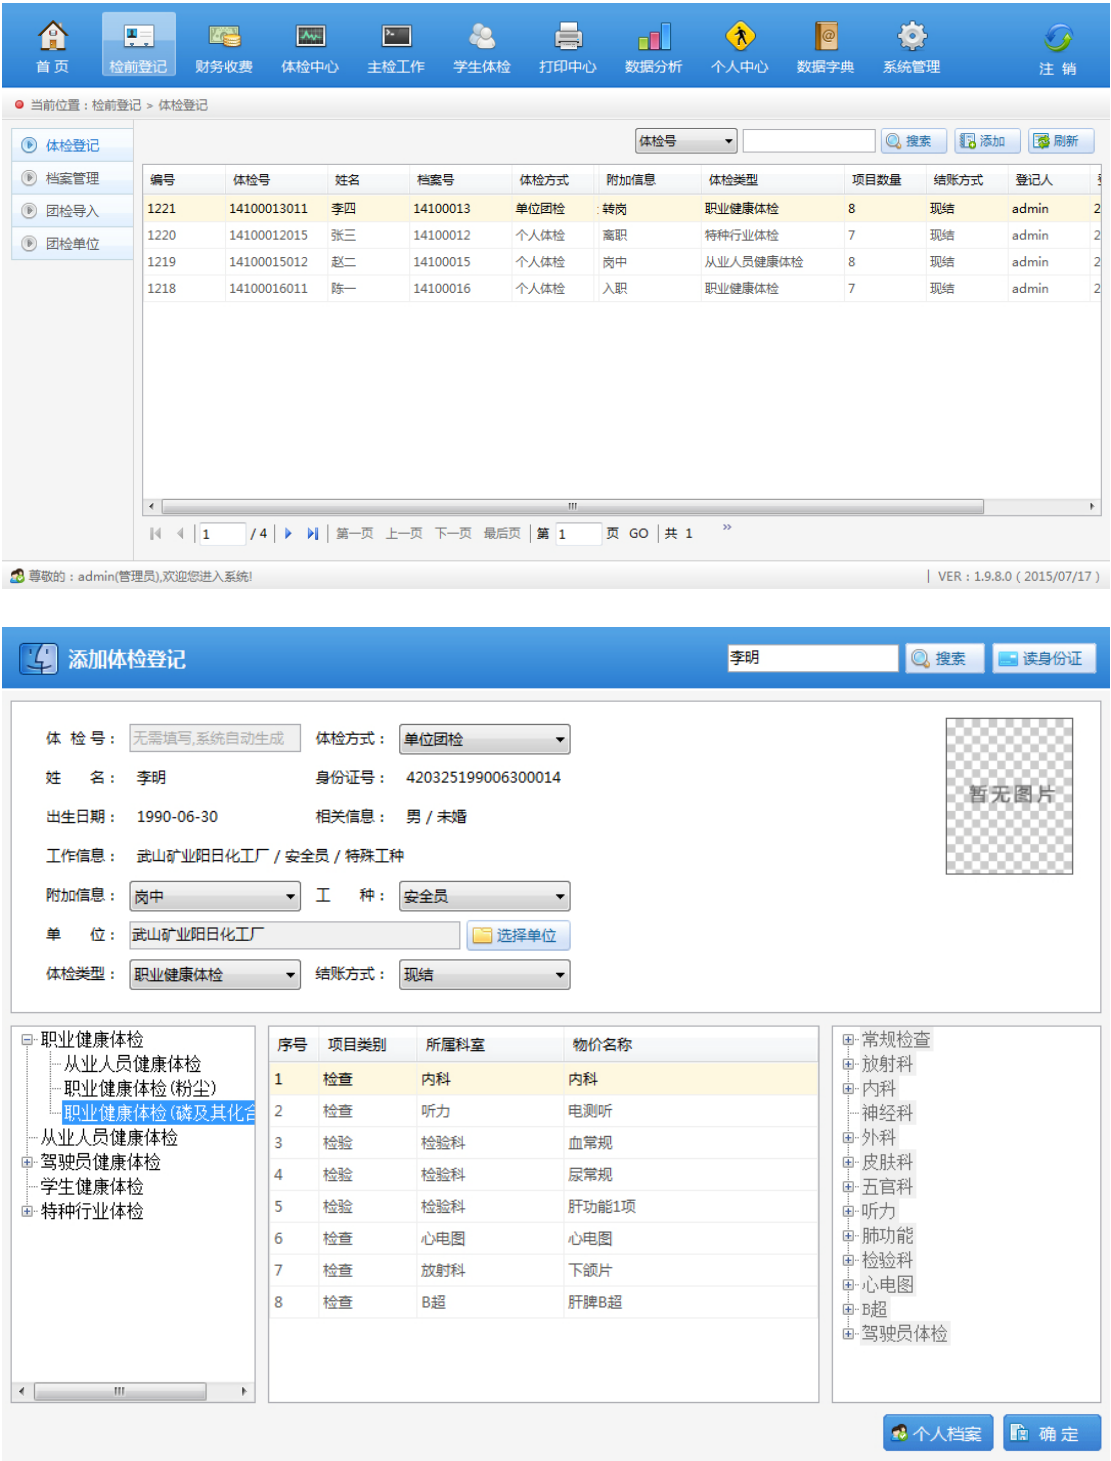 首 页 检前登记 财务收费 体检中心 主检工作 学生体检 打印中心 数据分析 个人中心 数据字典 系统管理 注 销
当前位置：检前登记 > 体检登记
体检登记
档案管理
团检导入
团检单位
体检号 搜索 添加 刷新
编号 体检号 姓名 档案号 体检方式 附加信息 体检类型 项目数量 结账方式 登记人
1221 14100013011 李四 14100013 单位团检 : 转岗 职业健康体检 8 现结 admin 2
1220 14100012015 张三 14100012 个人体检 离职 特种行业体检 7 现结 admin 2
1219 14100015012 赵二 14100015 个人体检 岗中 从业人员健康体检 8 现结 admin 2
1218 14100016011 陈一 14100016 个人体检 入职 职业健康体检 7 现结 admin 2
1 / 4 第一页 上一页 下一页 最后页 第 1 页 GO 共 1 »
尊敬的：admin(管理员),欢迎您进入系统! VER：1.9.8.0 ( 2015/07/17 )
添加体检登记 李明 搜索 读身份证
体 检 号： 无需填写,系统自动生成 体检方式： 单位团检
姓 名： 李明 身份证号： 420325199006300014
暂无图片
出生日期： 1990-06-30 相关信息： 男 / 未婚
工作信息： 武山矿业阳日化工厂 / 安全员 / 特殊工种
附加信息： 岗中 工 种： 安全员
单 位： 武山矿业阳日化工厂 选择单位
体检类型： 职业健康体检 结账方式： 现结
职业健康体检
从业人员健康体检
职业健康体检(粉尘)
职业健康体检(磷及其化合
从业人员健康体检
驾驶员健康体检
学生健康体检
特种行业体检
序号 项目类别 所属科室 物价名称
1 检查 内科 内科
2 检查 听力 电测听
3 检验 检验科 血常规
4 检验 检验科 尿常规
5 检验 检验科 肝功能1项
6 检查 心电图 心电图
7 检查 放射科 下颌片
8 检查 B超 肝脾B超
常规检查
放射科
内科
神经科
外科
皮肤科
五官科
听力
肺功能
检验科
心电图
B超
驾驶员体检
个人档案 确 定